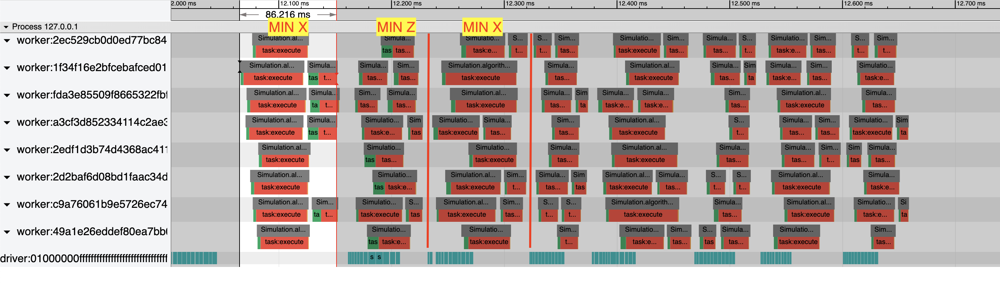 2.000 ms 12.100 ms 12.200 ms 12.300 ms 12.400 ms 12.500 ms 12.600 ms 12.700 ms
86.216 ms
MIN X MIN Z MIN X
Process 127.0.0.1
worker:2ec529cb0d0ed77bc84
Simulation.al... Simula... Simulatio... S... S... Sim... Simulatio... Sim... Simula... S... Simulatio... Sim... S... Sim...
task:execute tas tas... task:e... t... t... tas... task:execute tas... tas... t... task:e... tas... t... t...
worker:1f34f16e2bfcebafced01
Simulation.al... Simula... Simula... Sim... Simulation.algorith... Simula... Simulation.al... Simula... Sim Simula... Sim... Simulatio...
task:execute tas t... tas... tas... task:execute tas... task:execute tas... ta task:e... tas... task:e...
worker:fda3e85509f8665322fbf
Simulation.al... Simula... Sim... Simula... Simulation.al... Simula... Sim Simula... Simula... Sim... Simulation.al... Simula...
task:execute ta t... tas... tas... task:execute tas... ta task:e... task:e... tas... task:execute tas...
worker:a3cf3d852334114c2ae3
Simulation.al... Simula... Simulatio... Sim Simulatio... Simula... Sim... Simulation.al... S... Simula... Sim... Simulatio... Sim
task:execute tas t... task:e... tas task:execute tas... tas... task:execute t... tas... tas... task:execute ta
worker:2edf1d3b74d4368ac411
Simulation.al... Simulatio... Simulatio... Simula... Simulation.al... Simula... Simula... Sim... Sim Simula...
task:execute tas tas... task:execute tas... task:execute tas... tas... t... tas tas...
worker:2d2baf6d08bd1faac34d
Simulation.al... Simulatio... Simulation.al... Sim... Simula... Sim Simulation.al... Simula... S... S... Simulation.al... Simula...
task:execute tas task:e... task:execute t... tas... tas task:execute tas... t... t... task:execute task:e...
worker:c9a76061b9e5726ec74
Simulation.al... Sim... Simulatio... S... Simulation.al... Sim... S... S... Simulation.algorith... Simula... Simulation.al... Simulatio... Si
task:execute ta t... task:execute tas task:execute tas... t... t... task:execute tas... task:execute task:e... ta
worker:49a1e26eddef80ea7bb
Simulation.al... Simulatio... Simulatio... Sim... Simulatio... Sim... S... Simula... Simulatio... Sim...
task:execute tas task:e... task:execute t... task:e... tas... tas tas... task:execute tas...
driver:01000000ffffffffffffffffffffffffffffffff s s